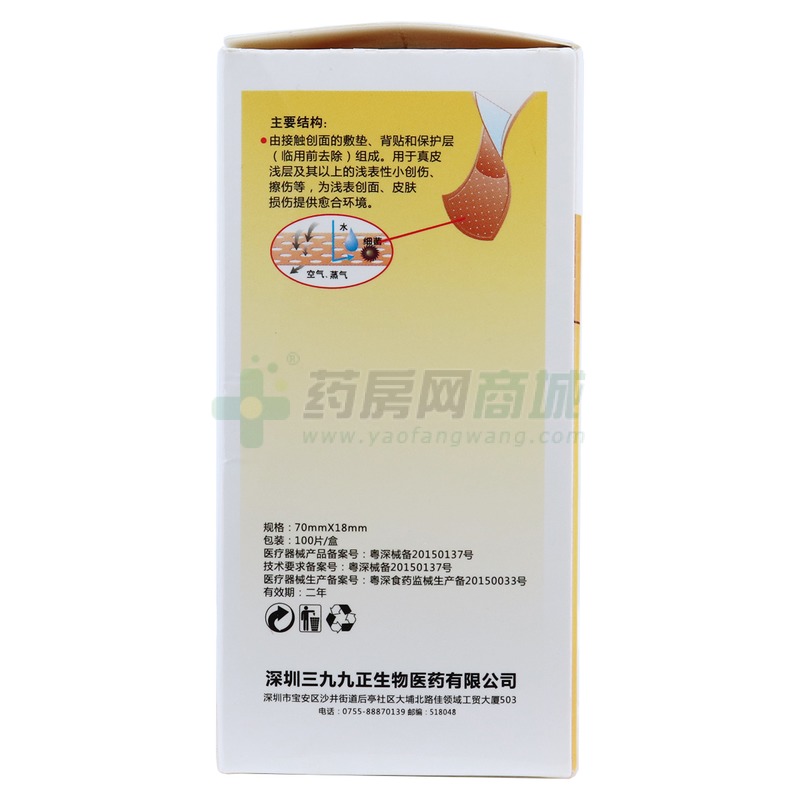 主要结构：
●由接触创面的敷垫、背贴和保护层
（临用前去除）组成。用于真皮
浅层及其以上的浅表性小创伤、
擦伤等，为浅表创面、皮肤
损伤提供愈合环境。
水
细菌
空气、蒸气
®
药房网商城
www.yaofangwang.com
规格：70mmX18mm
包装：100片/盒
医疗器械产品备案号：粤深械备20150137号
技术要求备案号：粤深械备20150137号
医疗器械生产备案号：粤深食药监械生产备20150033号
有效期：二年
深圳三九九正生物医药有限公司
深圳市宝安区沙井街道后亭社区大埔北路佳领域工贸大厦503
电话：0755-88870139 邮编：518048